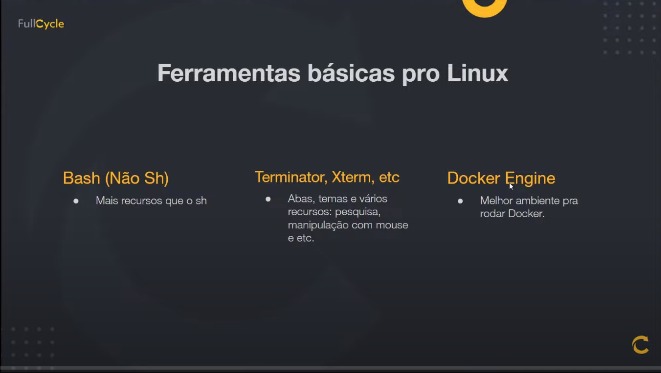 FullCycle
Ferramentas básicas pro Linux
Bash (Não Sh)
Mais recursos que o sh
Terminator, Xterm, etc
Abas, temas e vários
recursos: pesquisa,
manipulação com mouse
e etc.
Docker Engine
Melhor ambiente pra
rodar Docker.